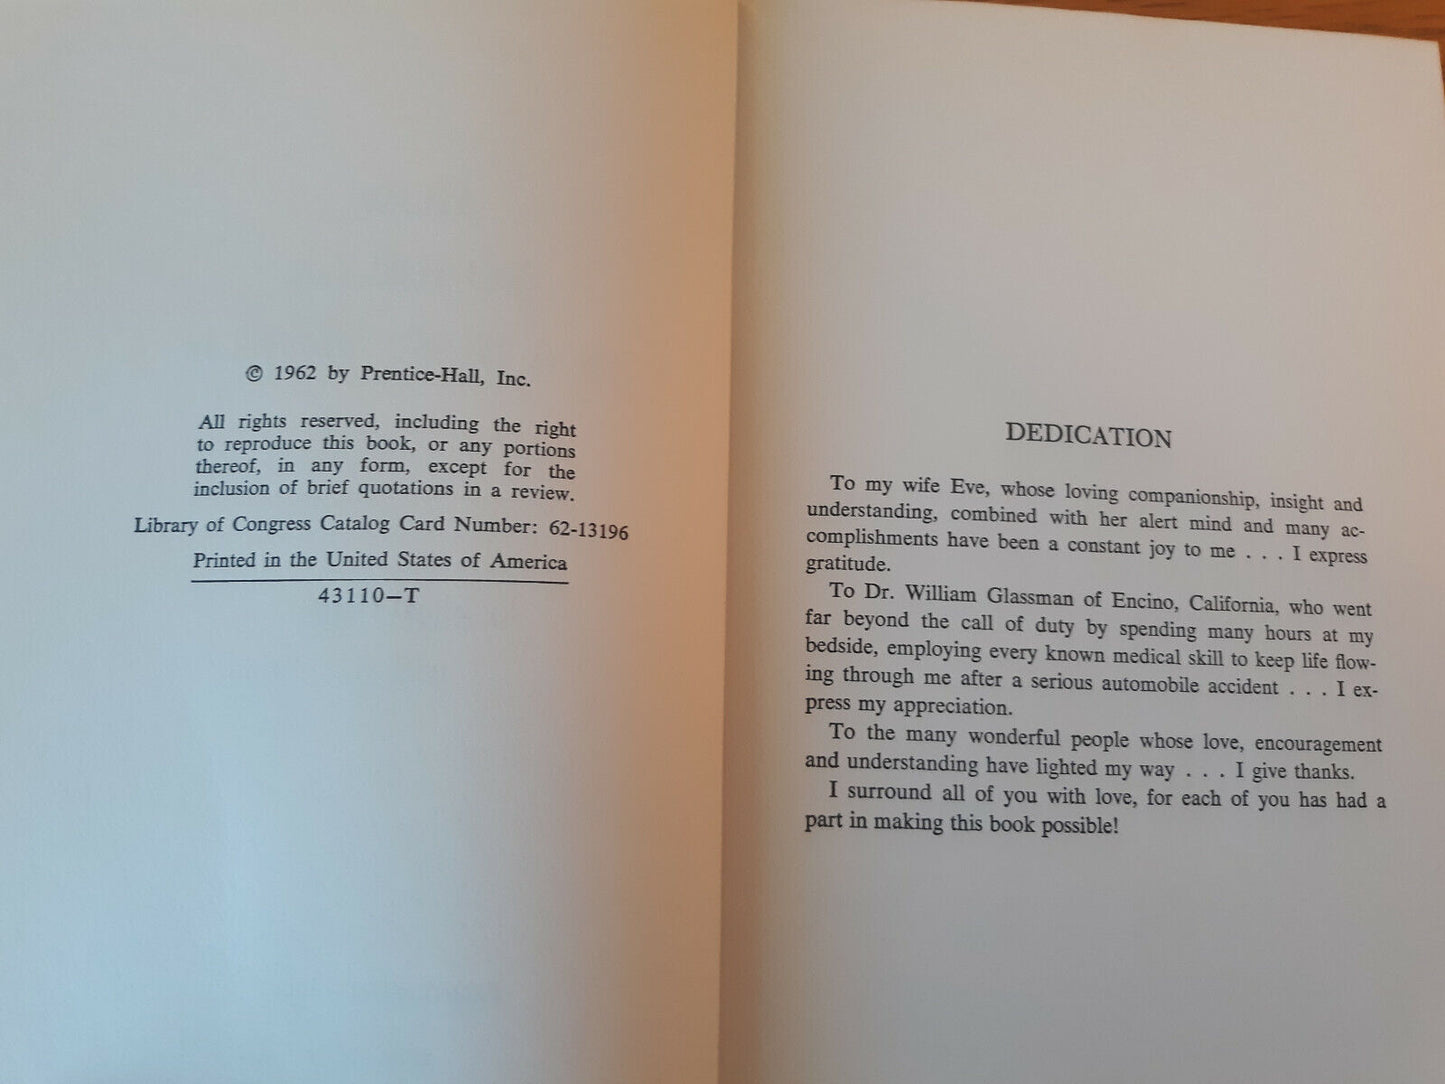 © 1962 by Prentice-Hall, Inc.
All rights reserved, including the right
to reproduce this book, or any portions
thereof, in any form, except for the
inclusion of brief quotations in a review.
Library of Congress Catalog Card Number: 62-13196
Printed in the United States of America
43110—T
DEDICATION
To my wife Eve, whose loving companionship, insight and
understanding, combined with her alert mind and many ac-
complishments have been a constant joy to me . . . I express
gratitude.
To Dr. William Glassman of Encino, California, who went
far beyond the call of duty by spending many hours at my
bedside, employing every known medical skill to keep life flow-
ing through me after a serious automobile accident . . . I ex-
press my appreciation.
To the many wonderful people whose love, encouragement
and understanding have lighted my way . . . I give thanks.
I surround all of you with love, for each of you has had a
part in making this book possible!